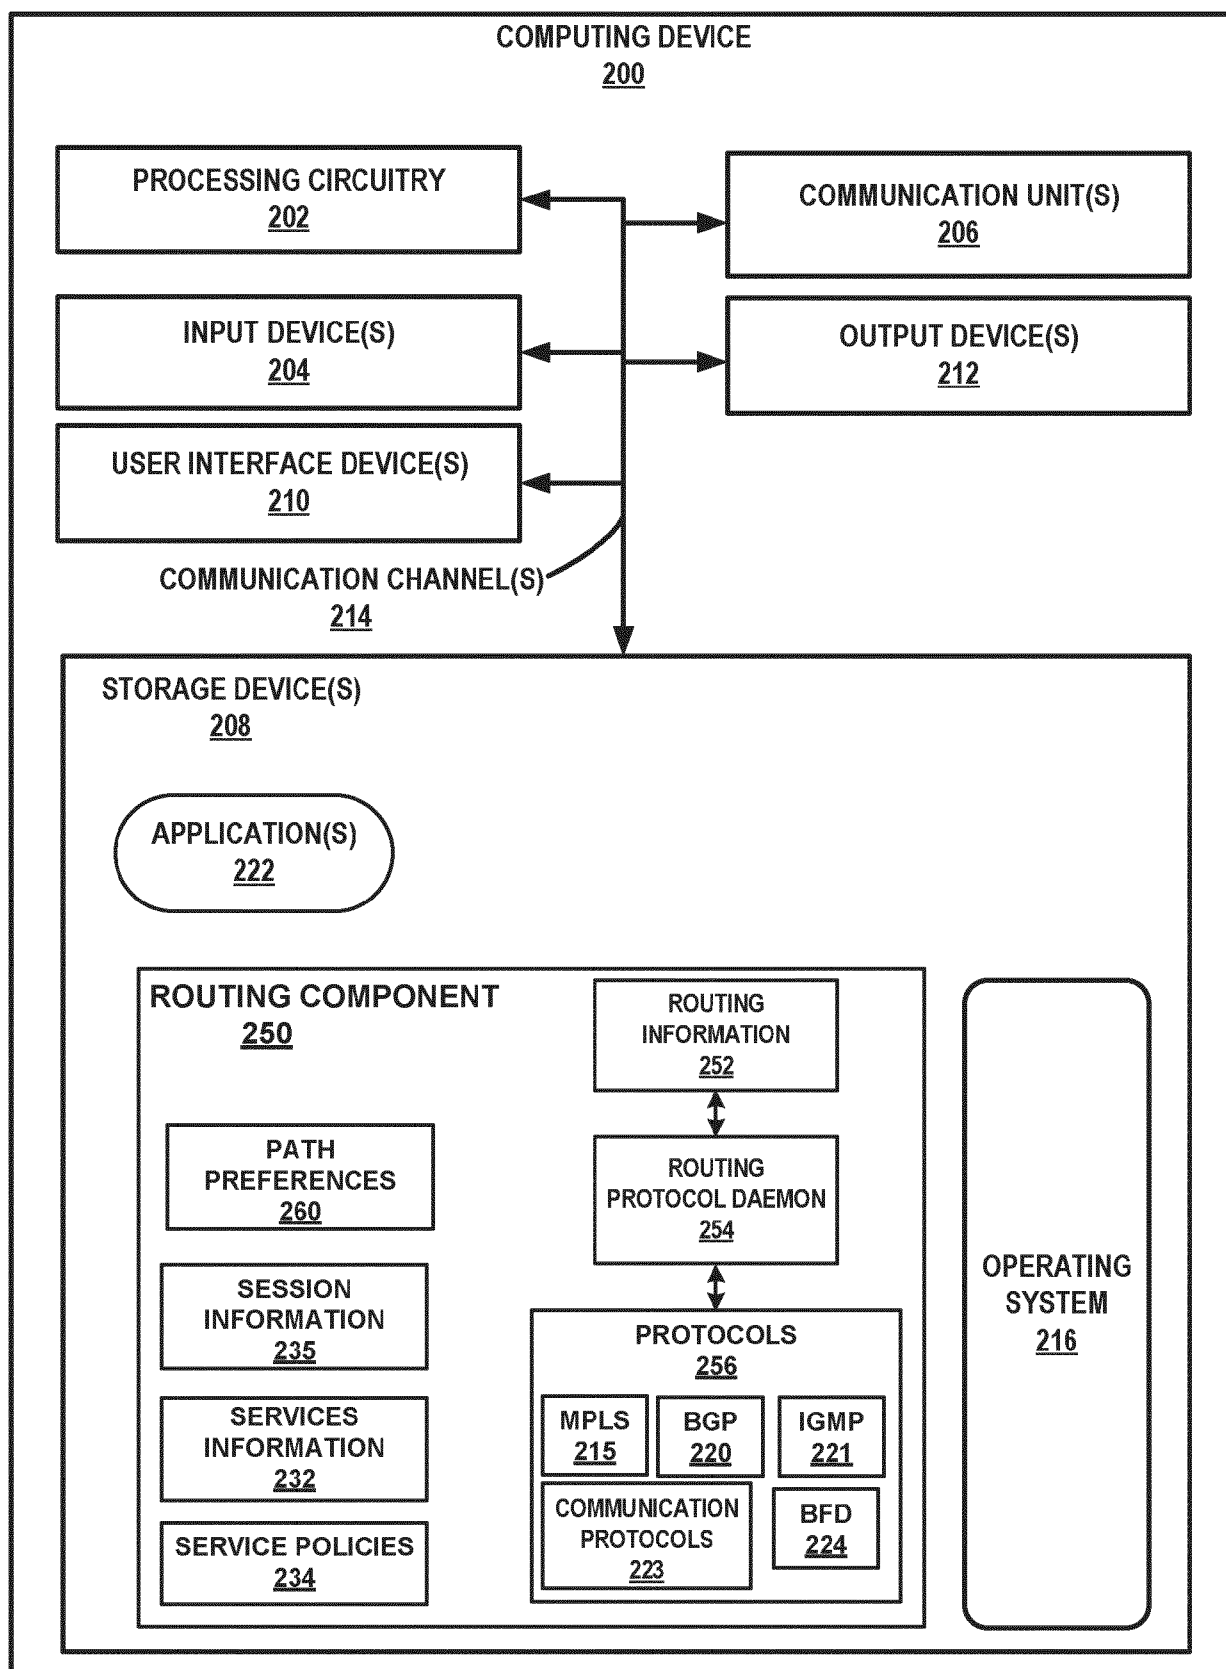 COMPUTING DEVICE
200
PROCESSING CIRCUITRY
202
COMMUNICATION UNIT(S)
206
INPUT DEVICE(S)
204
OUTPUT DEVICE(S)
212
USER INTERFACE DEVICE(S)
210
COMMUNICATION CHANNEL(S)
214
STORAGE DEVICE(S)
208
APPLICATION(S)
222
ROUTING COMPONENT
250
ROUTING
INFORMATION
252
PATH
PREFERENCES
260
ROUTING
PROTOCOL DAEMON
254
SESSION
INFORMATION
235
SERVICES
INFORMATION
232
SERVICE POLICIES
234
PROTOCOLS
256
MPLS
215
BGP
220
IGMP
221
COMMUNICATION
PROTOCOLS
223
BFD
224
OPERATING
SYSTEM
216